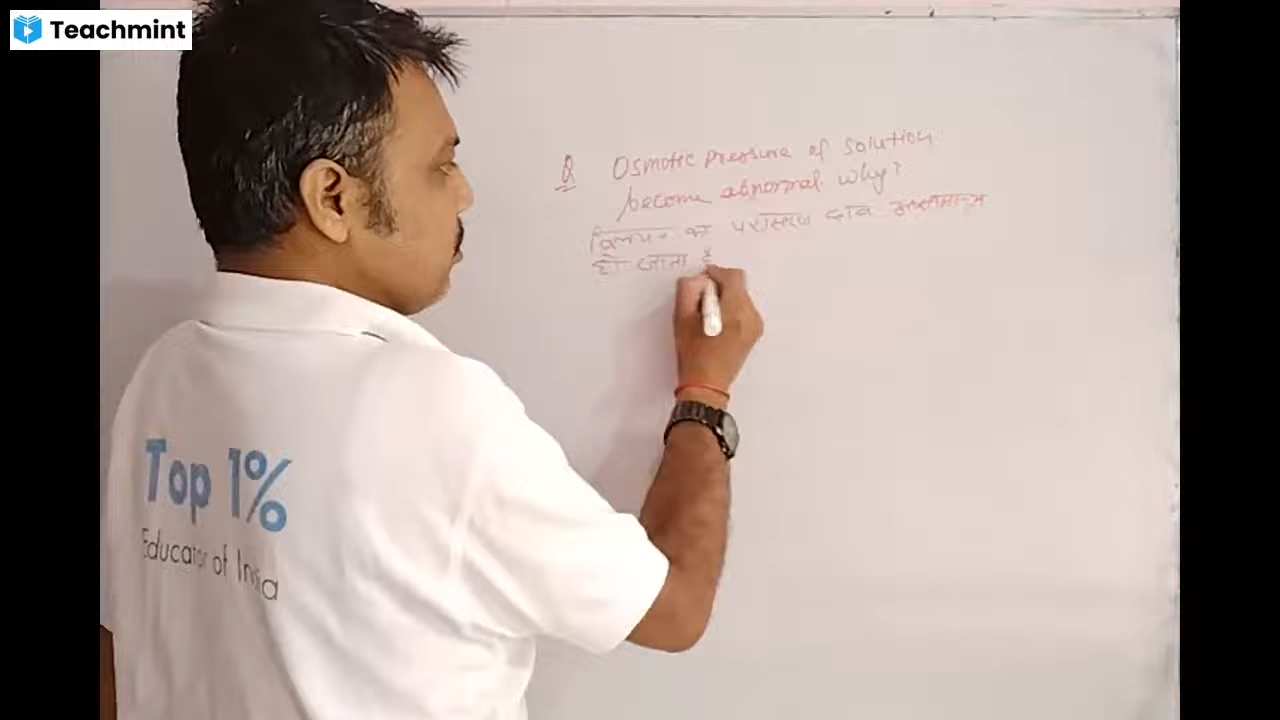 Teachmint
Q Osmotic Pressure of Solution
become abnormal. why?
विलयन का परासरण दाब असामान्य
हो जाता है
Top 1%
Educator of India